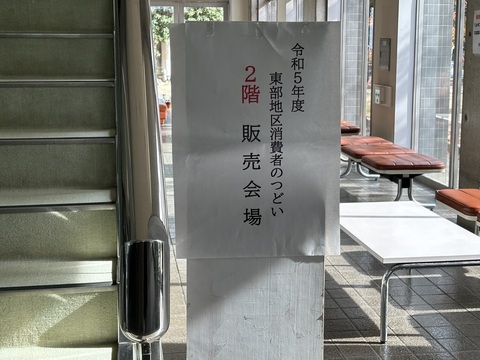 令和5年度
東部地区消費者のつどい
2階 販売会場